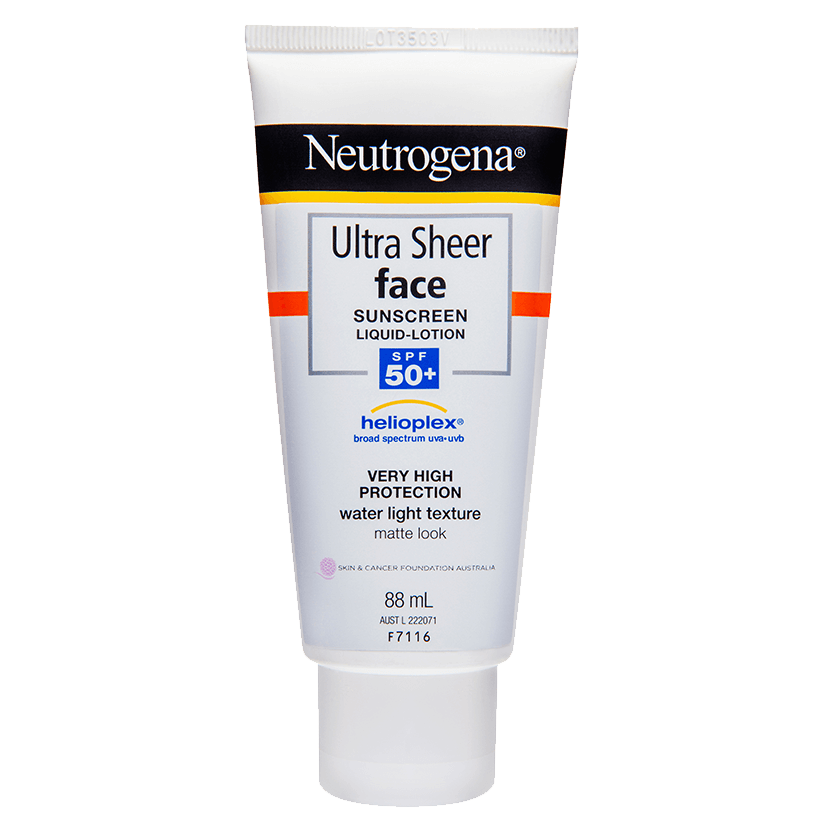 LOT3503V
Neutrogena®
Ultra Sheer
face
SUNSCREEN
LIQUID-LOTION
SPF
50+
helioplex®
broad spectrum uva•uvb
VERY HIGH
PROTECTION
water light texture
matte look
SKIN & CANCER FOUNDATION AUSTRALIA
88 mL
AUST L 222071
F7116